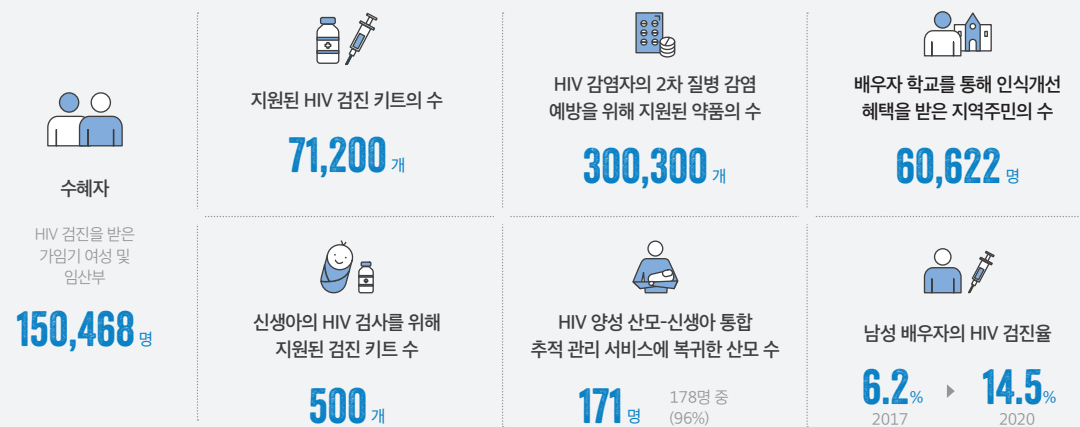 수혜자
HIV 검진을 받은
가임기 여성 및
임산부
150,468 명
지원된 HIV 검진 키트의 수
71,200 개
HIV 감염자의 2차 질병 감염
예방을 위해 지원된 약품의 수
300,300 개
배우자 학교를 통해 인식개선
혜택을 받은 지역주민의 수
60,622 명
신생아의 HIV 검사를 위해
지원된 검진 키트 수
500 개
HIV 양성 산모-신생아 통합
추적 관리 서비스에 복귀한 산모 수
171 명
178명 중
(96%)
남성 배우자의 HIV 검진율
6.2% 14.5%
2017 2020